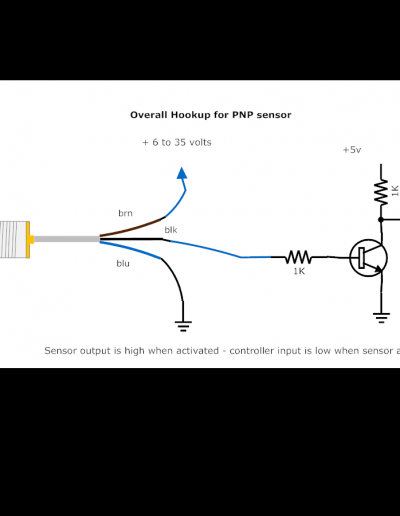 Overall Hookup for PNP sensor
+ 6 to 35 volts
+5v
1K
brn
blk
blu
1K
Sensor output is high when activated - controller input is low when sensor a